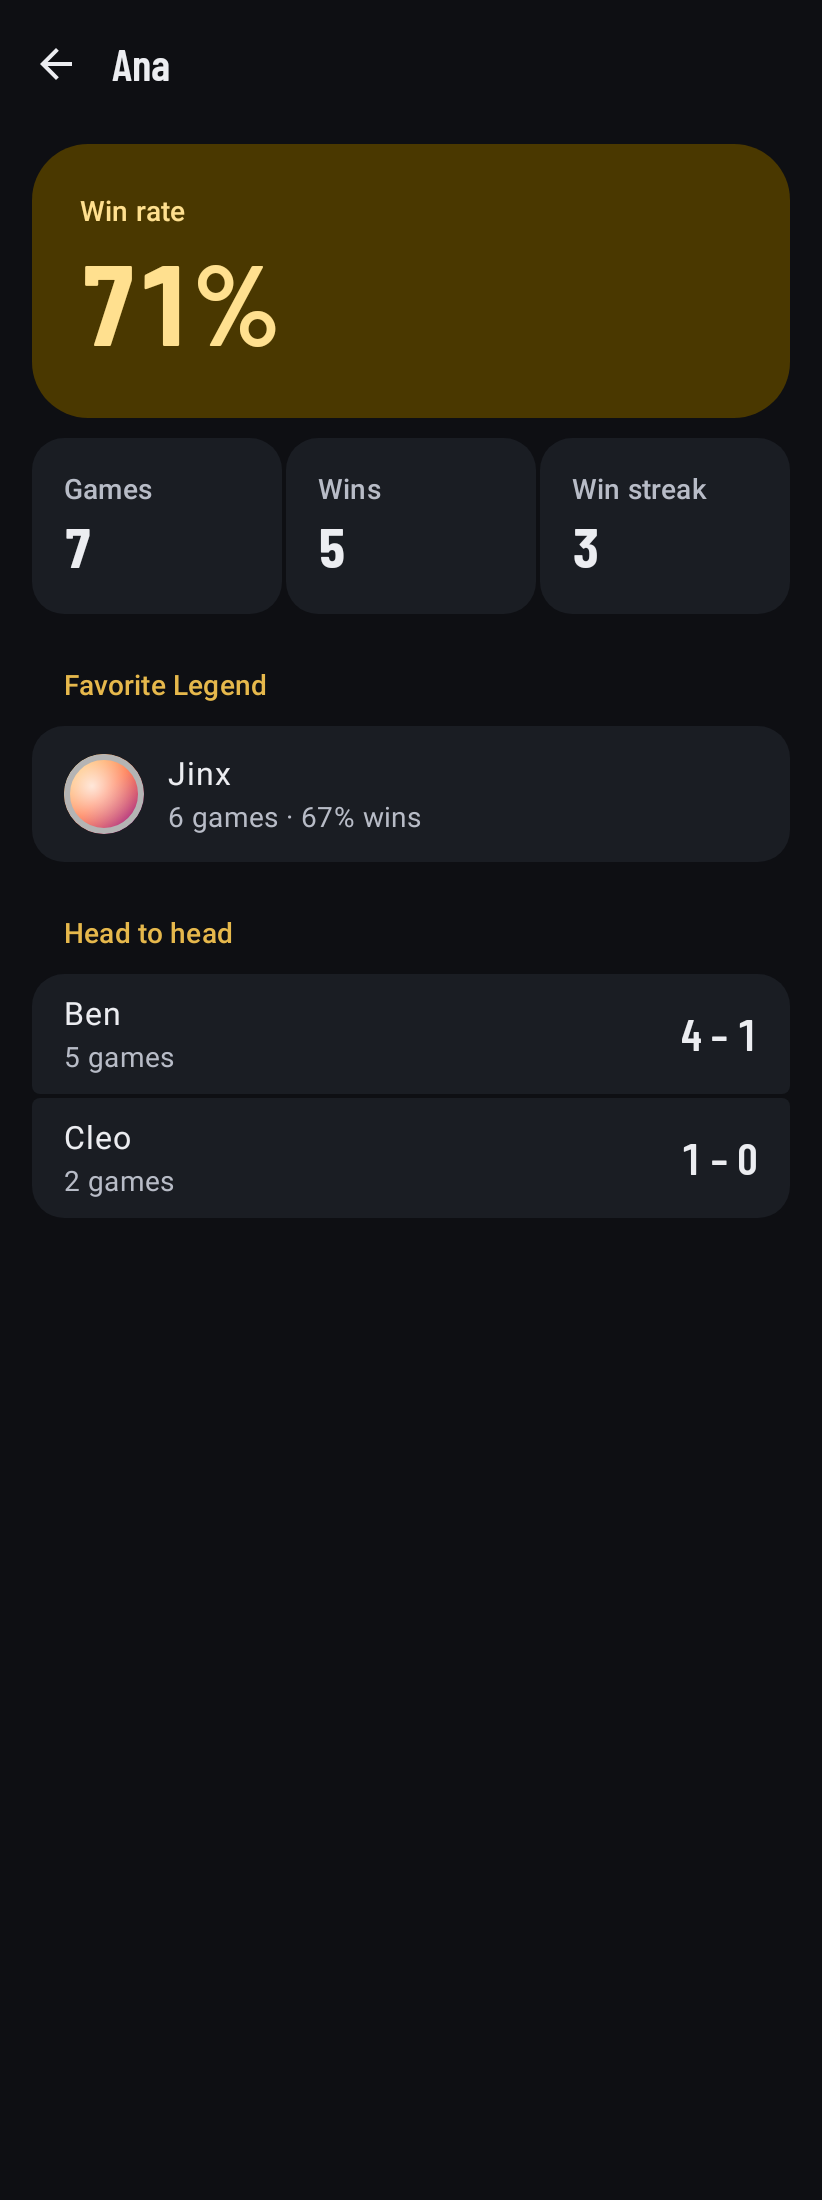 Ana
Win rate
71%
Games
7
Wins
5
Win streak
3
Favorite Legend
Jinx
6 games · 67% wins
Head to head
Ben
5 games
4 – 1
Cleo
2 games
1 – 0